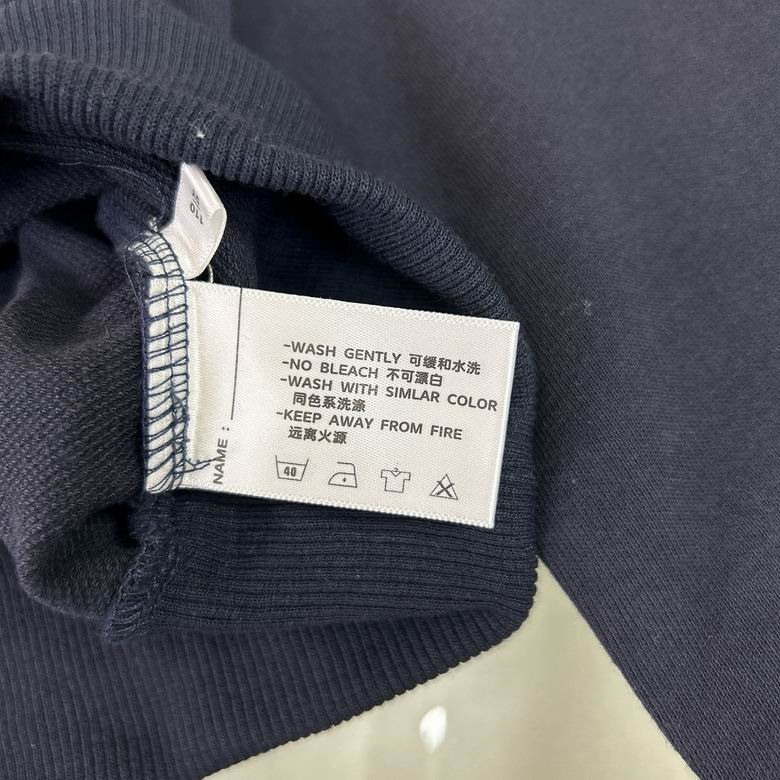 110
-WASH GENTLY 可缓和水洗
-NO BLEACH 不可漂白
-WASH WITH SIMLAR COLOR
同色系洗涤
-KEEP AWAY FROM FIRE
远离火源
40
NAME :